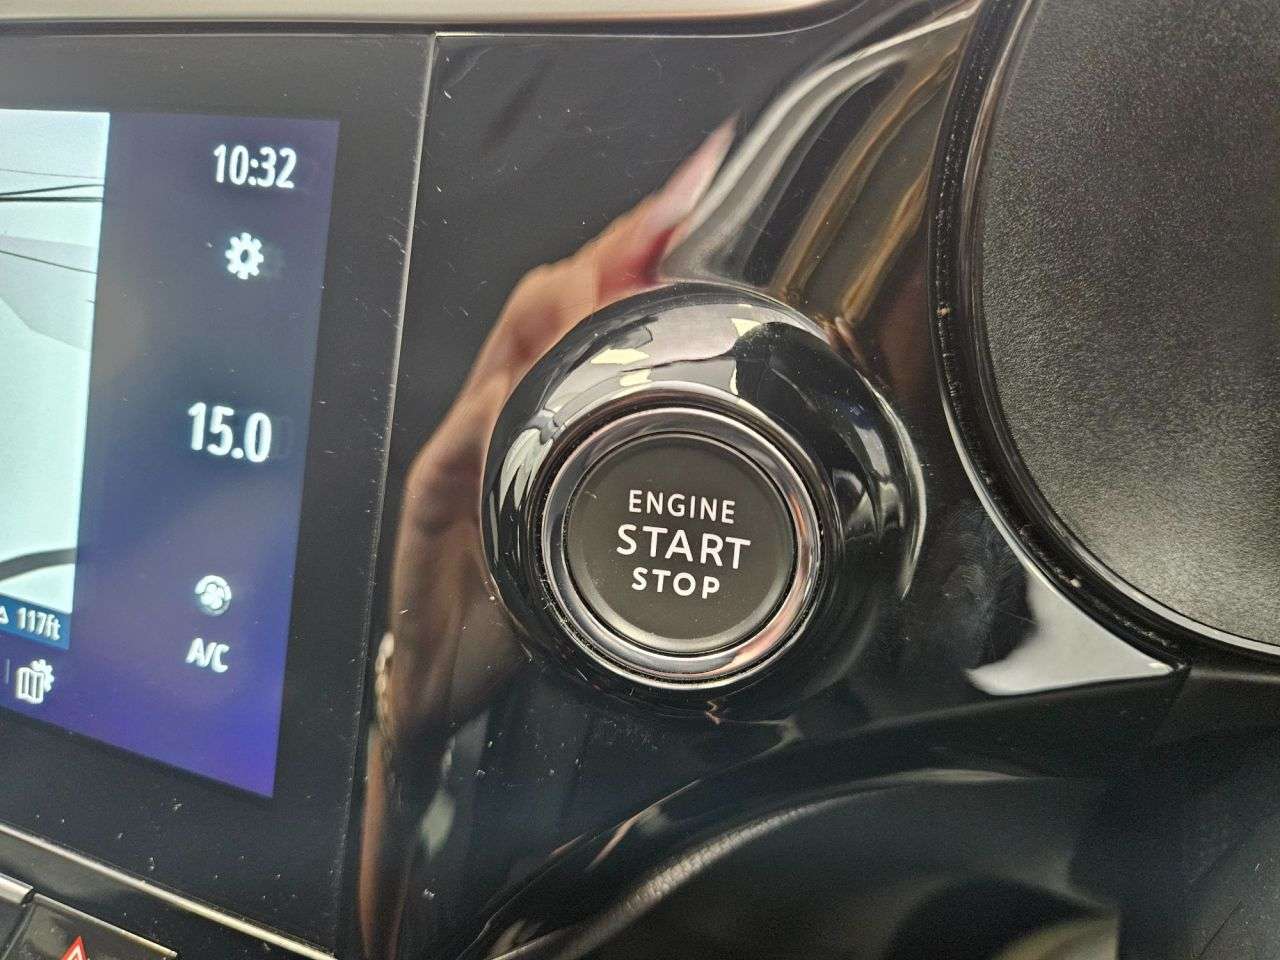 10:32
15.0
117ft
A/C
ENGINE
START
STOP